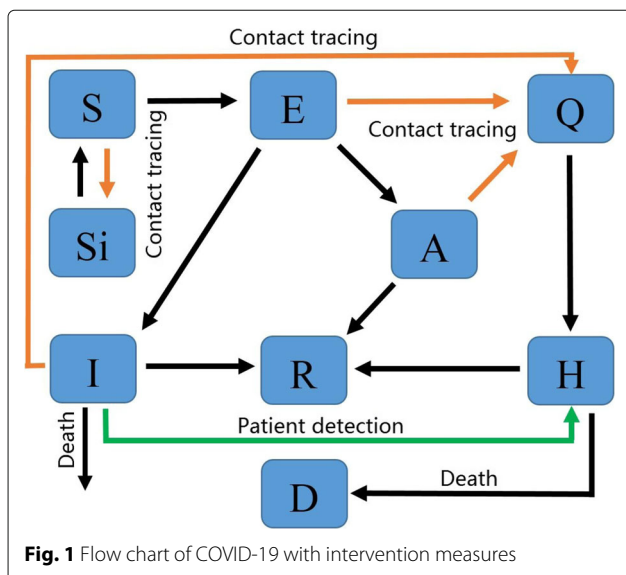 Contact tracing
S
E
Q
Contact tracing
Contact tracing
Si
A
I
R
H
Patient detection
Death
Death
D
Fig. 1 Flow chart of COVID-19 with intervention measures